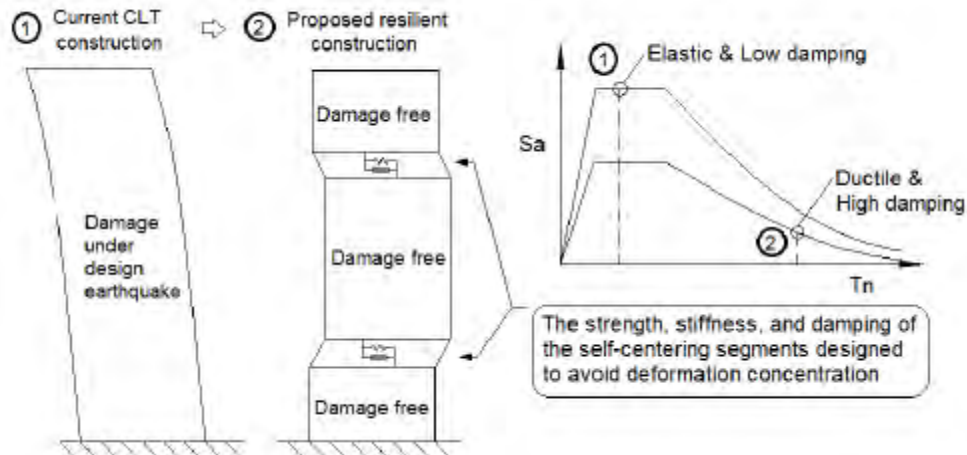 ① Current CLT
construction
② Proposed resilient
construction
Damage
under
design
earthquake
Damage free
Damage free
Damage free
Sa
①
Elastic & Low damping
Ductile &
High damping
②
Tn
The strength, stiffness, and damping of
the self-centering segments designed
to avoid deformation concentration